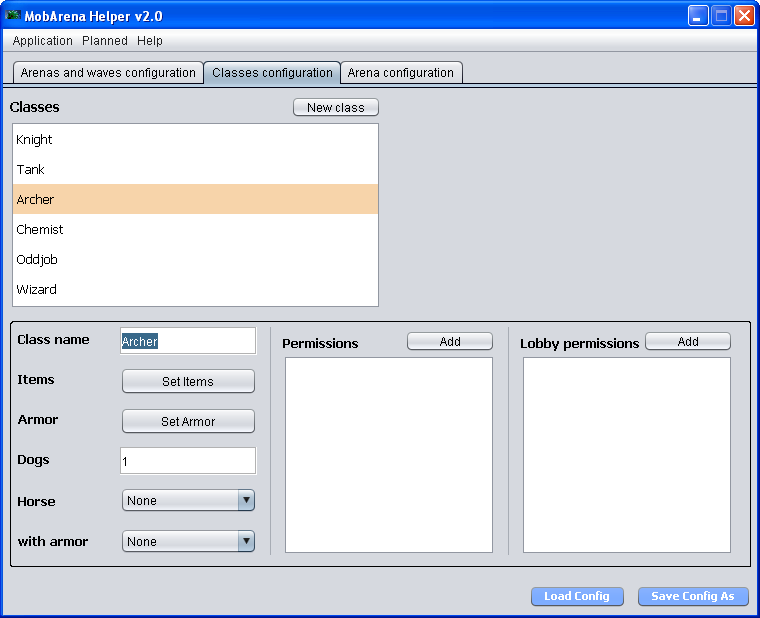 MobArena Helper v2.0
Application Planned Help
Arenas and waves configuration Classes configuration Arena configuration
Classes New class
Knight
Tank
Archer
Chemist
Oddjob
Wizard
Class name Archer
Items Set Items
Armor Set Armor
Dogs 1
Horse None
with armor None
Permissions Add
Lobby permissions Add
Load Config Save Config As